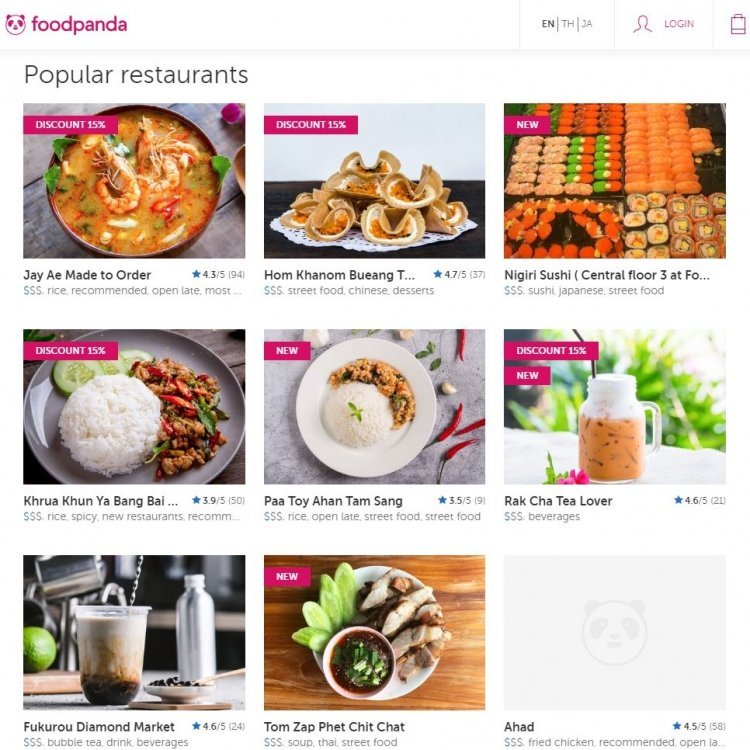 foodpanda
EN TH JA
LOGIN
Popular restaurants
DISCOUNT 15%
DISCOUNT 15%
NEW
Jay Ae Made to Order 4.3/5 (94)
$$$. rice, recommended, open late, most ...
Hom Khanom Bueang T... 4.7/5 (37)
$$$. street food, chinese, desserts
Nigiri Sushi ( Central floor 3 at Fo...
$$$. sushi, japanese, street food
DISCOUNT 15%
NEW
DISCOUNT 15%
NEW
Khrua Khun Ya Bang Bai ... 3.9/5 (50)
$$$. rice, spicy, new restaurants, recomm...
Paa Toy Ahan Tam Sang 3.5/5 (9)
$$$. rice, open late, street food, street food
Rak Cha Tea Lover 4.6/5 (21)
$$$. beverages
NEW
Fukurou Diamond Market 4.6/5 (24)
$$$. bubble tea, drink, beverages
Tom Zap Phet Chit Chat
$$$. soup, thai, street food
Ahad 4.5/5 (58)
$$$. fried chicken, recommended, open la...